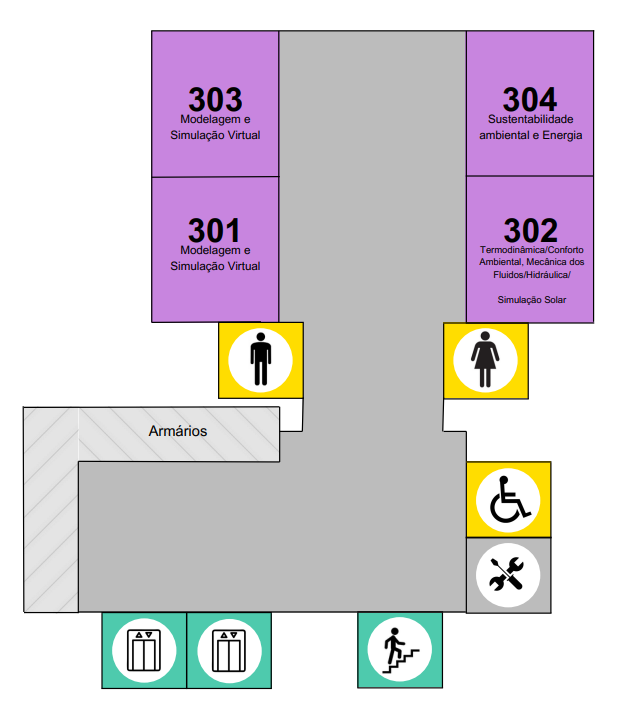 303
Modelagem e
Simulação Virtual
304
Sustentabilidade
ambiental e Energia
301
Modelagem e
Simulação Virtual
302
Termodinâmica/Conforto
Ambiental, Mecânica dos
Fluidos/Hidráulica/
Simulação Solar
Armários